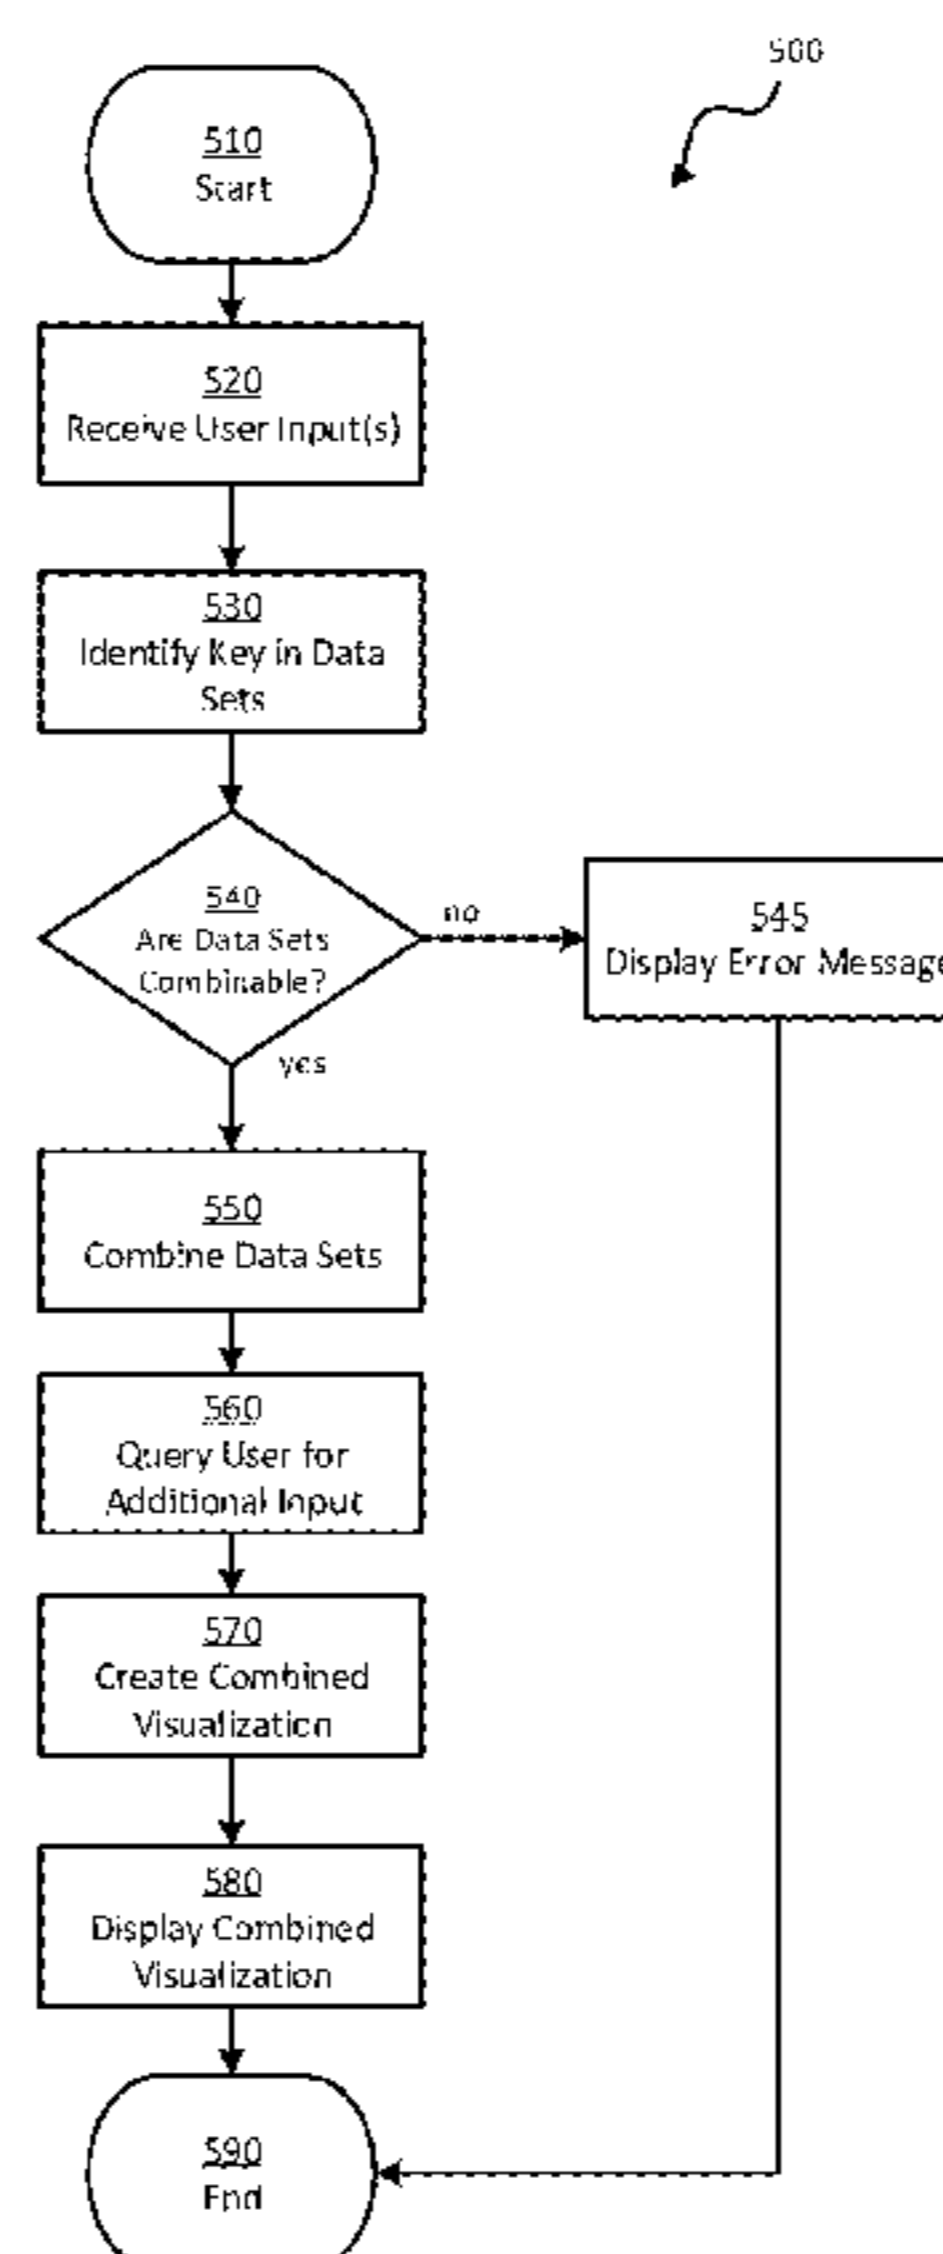 500
510
Start
520
Receive User Input(s)
530
Identify Key in Data
Sets
540
Are Data Sets
Combinable?
no
545
Display Error Message
yes
550
Combine Data Sets
560
Query User for
Additional Input
570
Create Combined
Visualization
580
Display Combined
Visualization
590
End